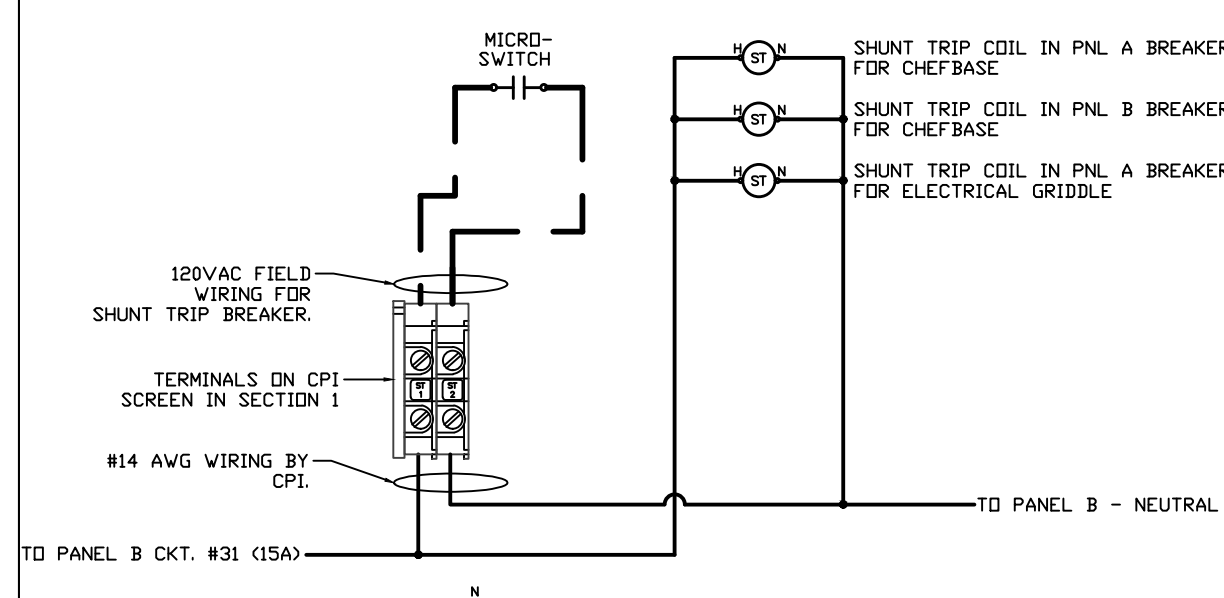 MICRO-
SWITCH
H ST N
SHUNT TRIP COIL IN PNL A BREAKER
FOR CHEFBASE
H ST N
SHUNT TRIP COIL IN PNL B BREAKER
FOR CHEFBASE
H ST N
SHUNT TRIP COIL IN PNL A BREAKER
FOR ELECTRICAL GRIDDLE
120VAC FIELD
WIRING FOR
SHUNT TRIP BREAKER.
TERMINALS ON CPI
SCREEN IN SECTION 1
ST
1
ST
2
#14 AWG WIRING BY
CPI.
TO PANEL B - NEUTRAL
TO PANEL B CKT. #31 (15A)
N